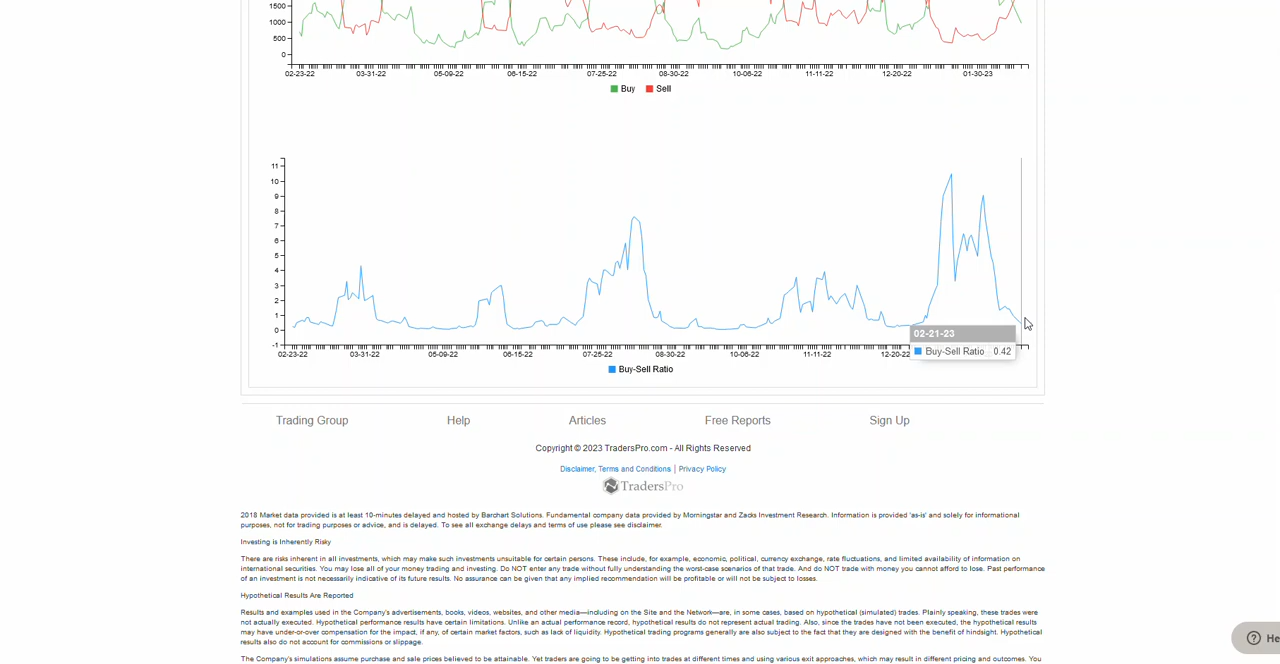 1500
1000
500
0
02-23-22 03-31-22 05-09-22 06-15-22 07-25-22 08-30-22 10-06-22 11-11-22 12-20-22 01-30-23
Buy Sell
11
10
9
8
7
6
5
4
3
2
1
0
-1
02-21-23
Buy-Sell Ratio 0.42
02-23-22 03-31-22 05-09-22 06-15-22 07-25-22 08-30-22 10-06-22 11-11-22 12-20-22
Buy-Sell Ratio
Trading Group Help Articles Free Reports Sign Up
Copyright © 2023 TradersPro.com - All Rights Reserved
Disclaimer, Terms and Conditions | Privacy Policy
TradersPro
2018 Market data provided is at least 10-minutes delayed and hosted by Barchart Solutions. Fundamental company data provided by Morningstar and Zacks Investment Research. Information is provided 'as-is' and solely for informational
purposes, not for trading purposes or advice, and is delayed. To see all exchange delays and terms of use please see disclaimer.
Investing is Inherently Risky
There are risks inherent in all investments, which may make such investments unsuitable for certain persons. These include, for example, economic, political, currency exchange, rate fluctuations, and limited availability of information on
international securities. You may lose all of your money trading and investing. Do NOT enter any trade without fully understanding the worst-case scenarios of that trade. And do NOT trade with money you cannot afford to lose. Past performance
of an investment is not necessarily indicative of its future results. No assurance can be given that any implied recommendation will be profitable or will not be subject to losses.
Hypothetical Results Are Reported
Results and examples used in the Company's advertisements, books, videos, websites, and other media—including on the Site and the Network—are, in some cases, based on hypothetical (simulated) trades. Plainly speaking, these trades were
not actually executed. Hypothetical performance results have certain limitations. Unlike an actual performance record, hypothetical results do not represent actual trading. Also, since the trades have not been executed, the hypothetical results
may have under-or-over compensation for the impact, if any, of certain market factors, such as lack of liquidity. Hypothetical trading programs generally are also subject to the fact that they are designed with the benefit of hindsight. Hypothetical
results also do not account for commissions or slippage.
The Company's simulations assume purchase and sale prices believed to be attainable. Yet traders are going to be getting into trades at different times and using various exit approaches, which may result in different pricing and outcomes. You
He